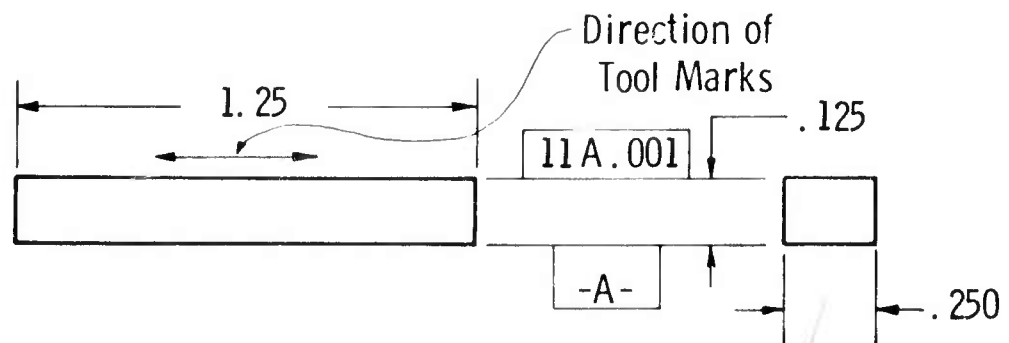 Direction of
Tool Marks
1.25
.125
11A.001
-A-
.250